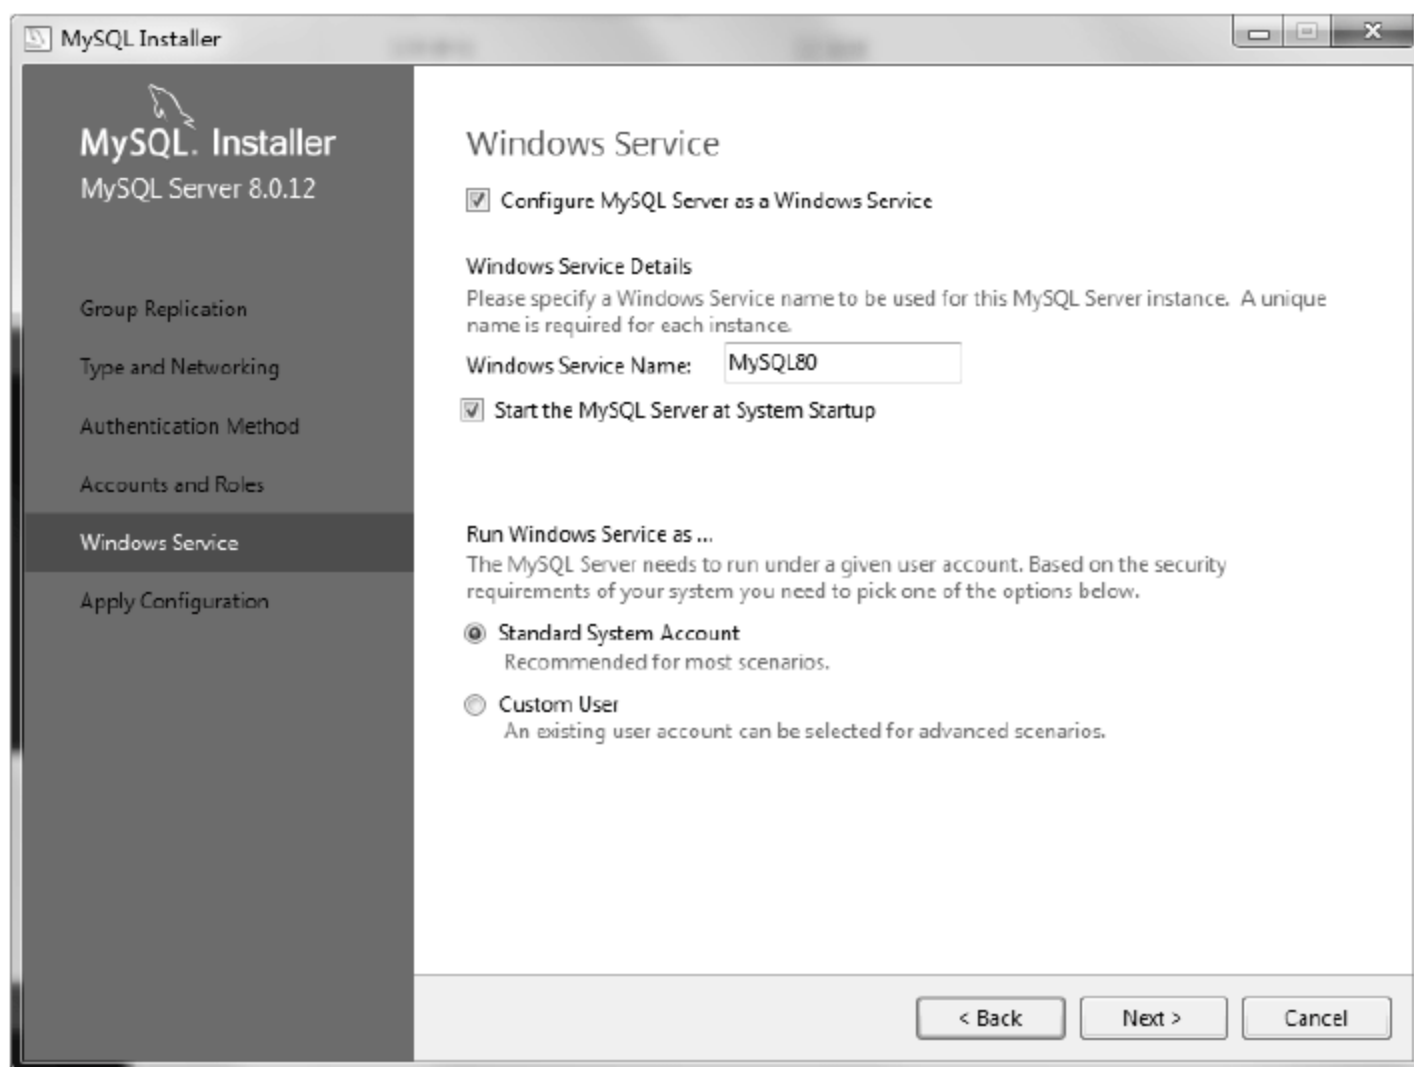 MySQL Installer
MySQL. Installer
MySQL Server 8.0.12
Group Replication
Type and Networking
Authentication Method
Accounts and Roles
Windows Service
Apply Configuration
Windows Service
Configure MySQL Server as a Windows Service
Windows Service Details
Please specify a Windows Service name to be used for this MySQL Server instance. A unique
name is required for each instance.
Windows Service Name: MySQL80
Start the MySQL Server at System Startup
Run Windows Service as ...
The MySQL Server needs to run under a given user account. Based on the security
requirements of your system you need to pick one of the options below.
Standard System Account
Recommended for most scenarios.
Custom User
An existing user account can be selected for advanced scenarios.
< Back Next > Cancel